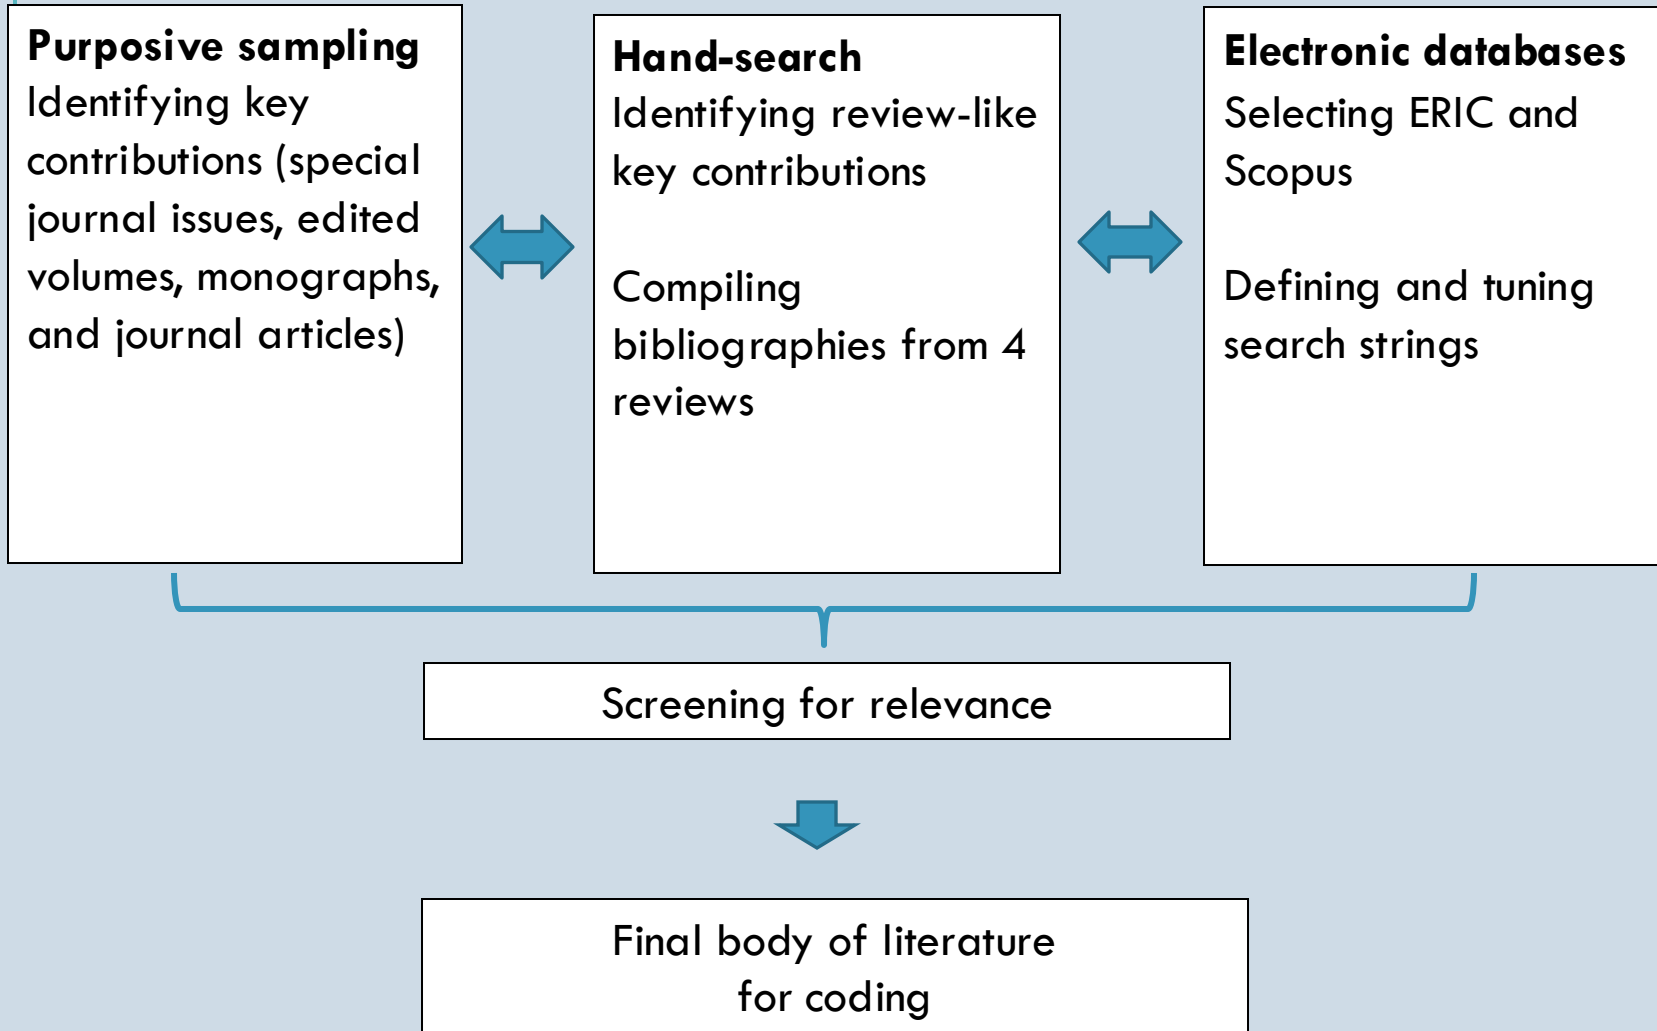 Purposive sampling
Identifying key
contributions (special
journal issues, edited
volumes, monographs,
and journal articles)
Hand-search
Identifying review-like
key contributions
Compiling
bibliographies from 4
reviews
Electronic databases
Selecting ERIC and
Scopus
Defining and tuning
search strings
Screening for relevance
Final body of literature
for coding